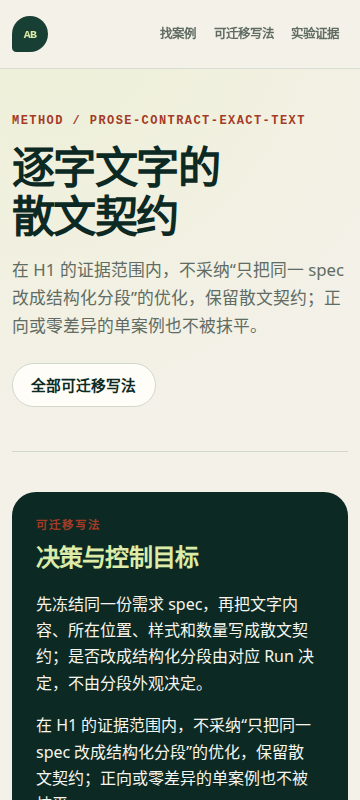 AB
找案例 可迁移写法 实验证据
METHOD / PROSE-CONTRACT-EXACT-TEXT
逐字文字的
散文契约
在 H1 的证据范围内，不采纳“只把同一 spec
改成结构化分段”的优化，保留散文契约；正
向或零差异的单案例也不被抹平。
全部可迁移写法
可迁移写法
决策与控制目标
先冻结同一份需求 spec，再把文字内
容、所在位置、样式和数量写成散文契
约；是否改成结构化分段由对应 Run 决
定，不由分段外观决定。
在 H1 的证据范围内，不采纳“只把同一
spec 改成结构化分段”的优化，保留散
文契约；正向或零差异的单案例也不被
抹平。